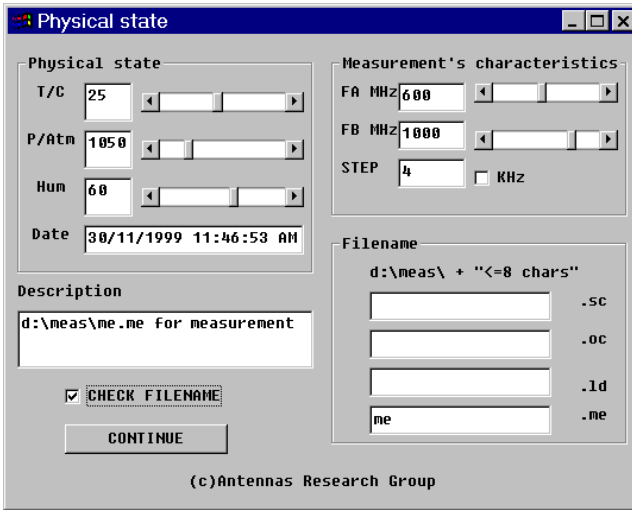 Physical state
Physical state
T/C 25
P/Atm 1050
Hum 60
Date 30/11/1999 11:46:53 AM
Measurement's characteristics
FA MHz 600
FB MHz 1000
STEP 4 KHz
Description
d:\meas\me.me for measurement
CHECK FILENAME
CONTINUE
Filename
d:\meas\ + "<=8 chars"
.sc
.oc
.ld
me .me
(c)Antennas Research Group